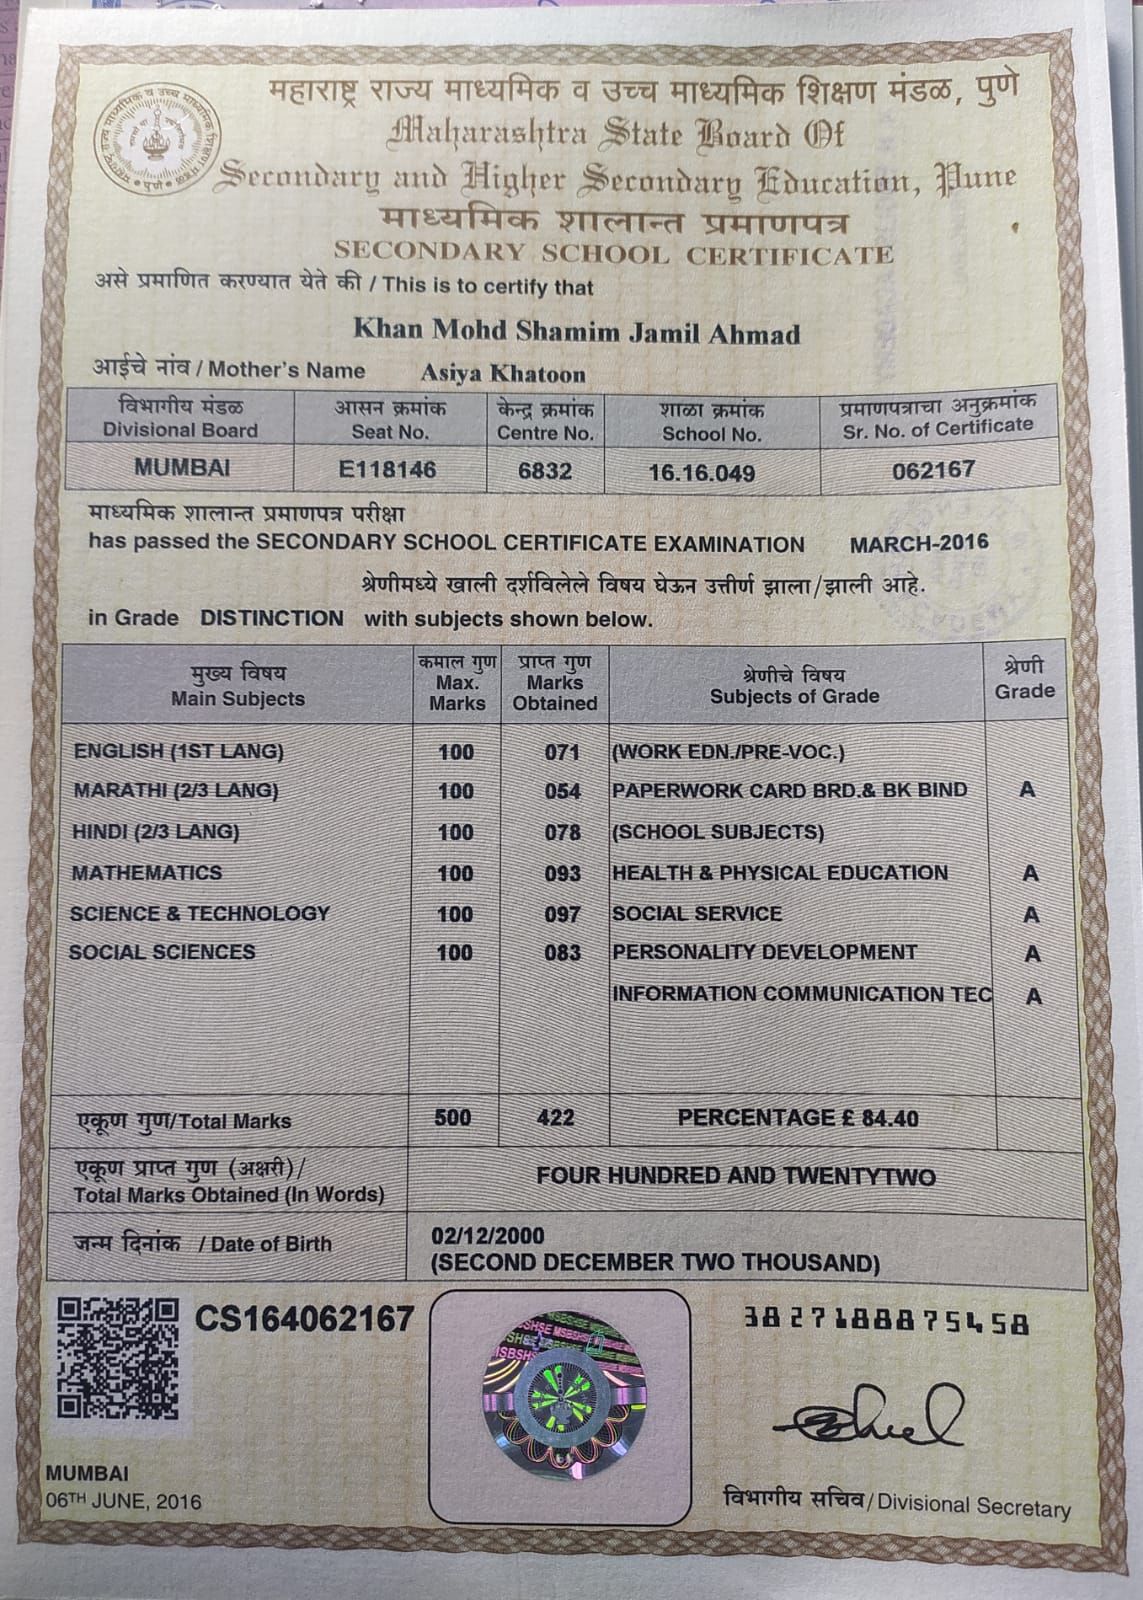 महाराष्ट्र राज्य माध्यमिक व उच्च माध्यमिक शिक्षण मंडळ, पुणे
Maharashtra State Board Of
Secondary and Higher Secondary Education, Pune
माध्यमिक शालान्त प्रमाणपत्र
SECONDARY SCHOOL CERTIFICATE
असे प्रमाणित करण्यात येते की / This is to certify that
Khan Mohd Shamim Jamil Ahmad
आईचे नांव / Mother's Name Asiya Khatoon
विभागीय मंडळ आसन क्रमांक केन्द्र क्रमांक शाळा क्रमांक प्रमाणपत्राचा अनुक्रमांक
Divisional Board Seat No. Centre No. School No. Sr. No. of Certificate
MUMBAI E118146 6832 16.16.049 062167
माध्यमिक शालान्त प्रमाणपत्र परीक्षा
has passed the SECONDARY SCHOOL CERTIFICATE EXAMINATION MARCH-2016
श्रेणीमध्ये खाली दर्शविलेले विषय घेऊन उत्तीर्ण झाला/झाली आहे.
in Grade DISTINCTION with subjects shown below.
मुख्य विषय कमाल गुण प्राप्त गुण श्रेणीचे विषय श्रेणी
Main Subjects Max. Marks Marks Obtained Subjects of Grade Grade
ENGLISH (1ST LANG) 100 071 (WORK EDN./PRE-VOC.)
MARATHI (2/3 LANG) 100 054 PAPERWORK CARD BRD.& BK BIND A
HINDI (2/3 LANG) 100 078 (SCHOOL SUBJECTS)
MATHEMATICS 100 093 HEALTH & PHYSICAL EDUCATION A
SCIENCE & TECHNOLOGY 100 097 SOCIAL SERVICE A
SOCIAL SCIENCES 100 083 PERSONALITY DEVELOPMENT A
INFORMATION COMMUNICATION TEC A
एकूण गुण/Total Marks 500 422 PERCENTAGE £ 84.40
एकूण प्राप्त गुण (अक्षरी)/
Total Marks Obtained (In Words) FOUR HUNDRED AND TWENTYTWO
जन्म दिनांक / Date of Birth 02/12/2000
(SECOND DECEMBER TWO THOUSAND)
CS164062167 3827188875458
MUMBAI
06TH JUNE, 2016
विभागीय सचिव/Divisional Secretary